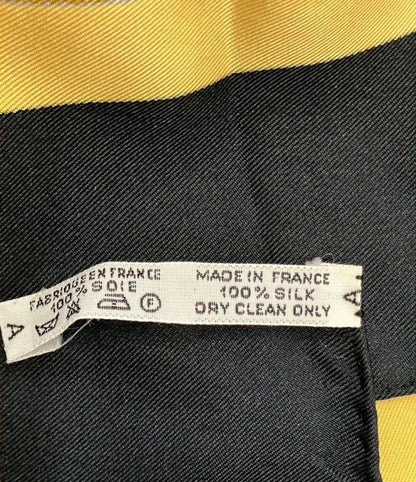 FABRIQUE EN FRANCE
100% SOIE
A
F
MADE IN FRANCE
100% SILK
DRY CLEAN ONLY
A